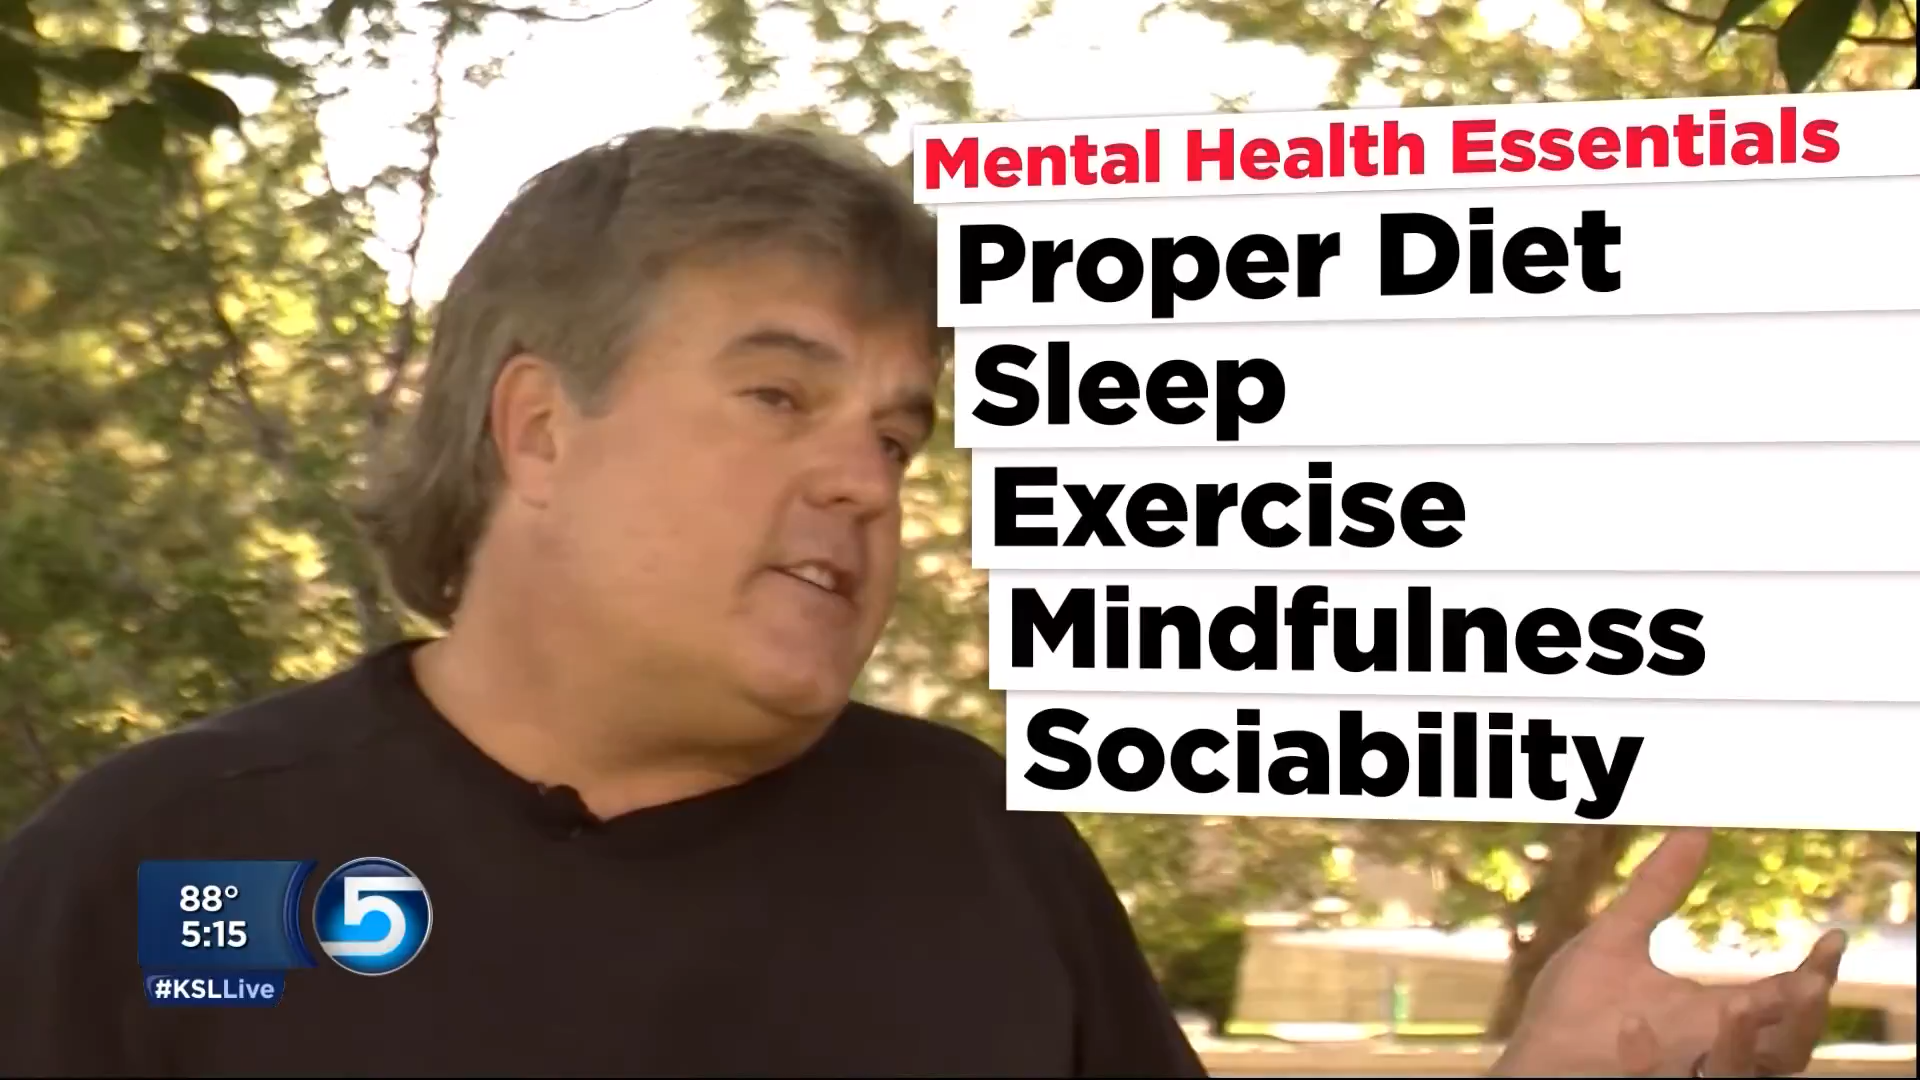 Mental Health Essentials
Proper Diet
Sleep
Exercise
Mindfulness
Sociability
88°
5:15
5
#KSLLive